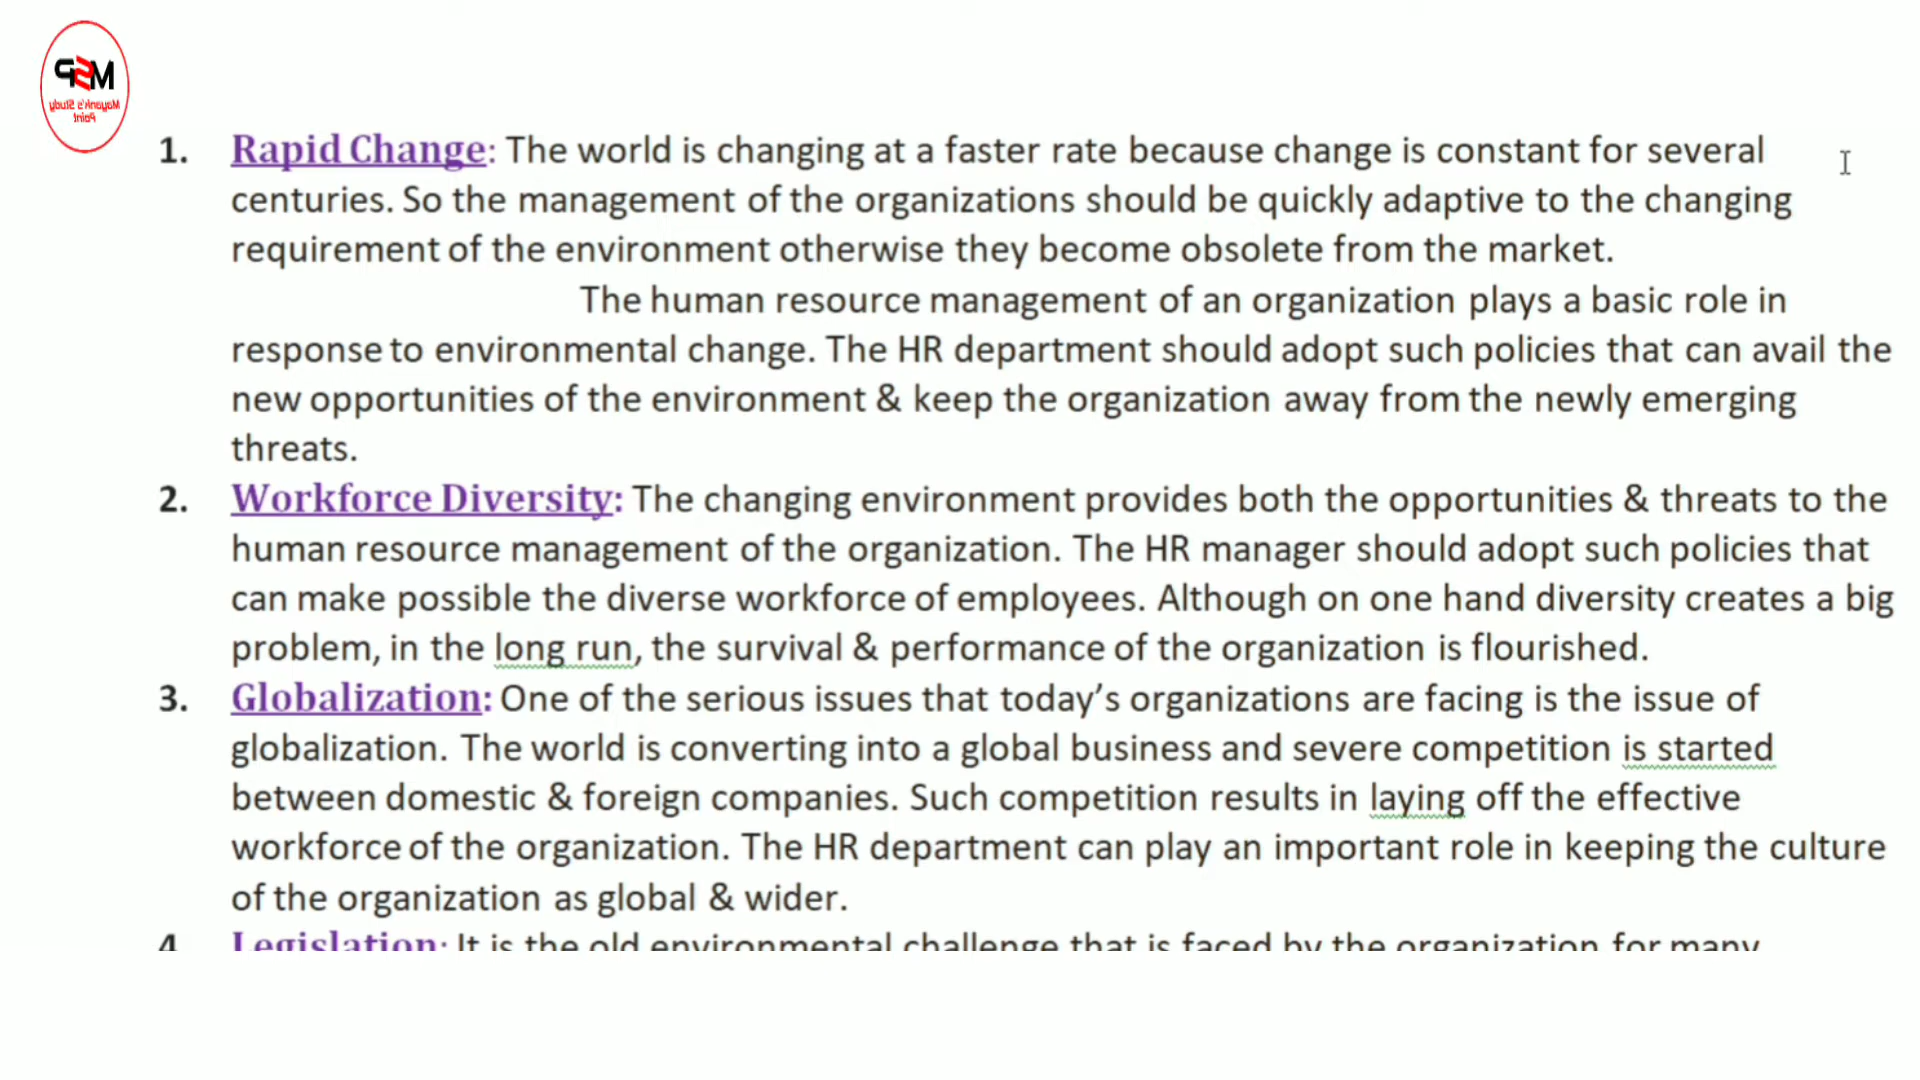 MSP
Mayank's Study
Point
1. Rapid Change: The world is changing at a faster rate because change is constant for several
centuries. So the management of the organizations should be quickly adaptive to the changing
requirement of the environment otherwise they become obsolete from the market.
The human resource management of an organization plays a basic role in
response to environmental change. The HR department should adopt such policies that can avail the
new opportunities of the environment & keep the organization away from the newly emerging
threats.
2. Workforce Diversity: The changing environment provides both the opportunities & threats to the
human resource management of the organization. The HR manager should adopt such policies that
can make possible the diverse workforce of employees. Although on one hand diversity creates a big
problem, in the long run, the survival & performance of the organization is flourished.
3. Globalization: One of the serious issues that today’s organizations are facing is the issue of
globalization. The world is converting into a global business and severe competition is started
between domestic & foreign companies. Such competition results in laying off the effective
workforce of the organization. The HR department can play an important role in keeping the culture
of the organization as global & wider.
4. Legislation: It is the old environmental challenge that is faced by the organization for many